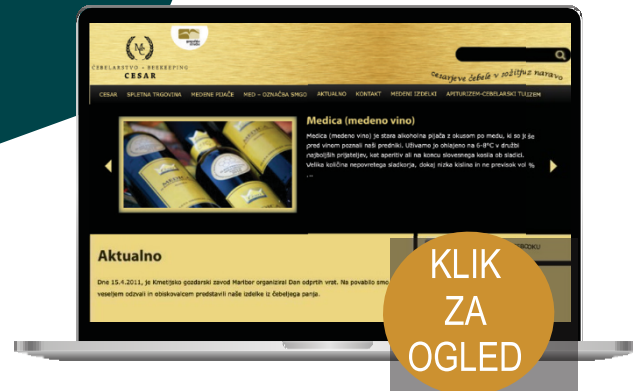 ČEBELARSTVO - BEEKEEPING
CESAR
cesarjeve čebele v sožitju z naravo
CESAR SPLETNA TRGOVINA MEDENE PIJAČE MED - OZNAČBA SMGO AKTUALNO KONTAKT MEDENI IZDELKI APITURIZEM-ČEBELARSKI TURIZEM
Medica (medeno vino)
Medica (medeno vino) je stara alkoholna pijača z okusom po medu, ki so jo že
pred vinom poznali naši predniki. Uživamo jo ohlajeno na 6-8°C v družbi
najboljših prijateljev, kot aperitiv ali na koncu slovesnega kosila ob sladici.
Velika količina nepovretega sladkorja, dokaj nizka kislina in ne previsok vol %
...
Aktualno
Dne 15.4.2011, je Kmetijsko gozdarski zavod Maribor organiziral Dan odprtih vrat. Na povabilo smo
veseljem odzvali in obiskovalcem predstavili naše izdelke iz čebeljega panja.
KLIK
ZA
OGLED